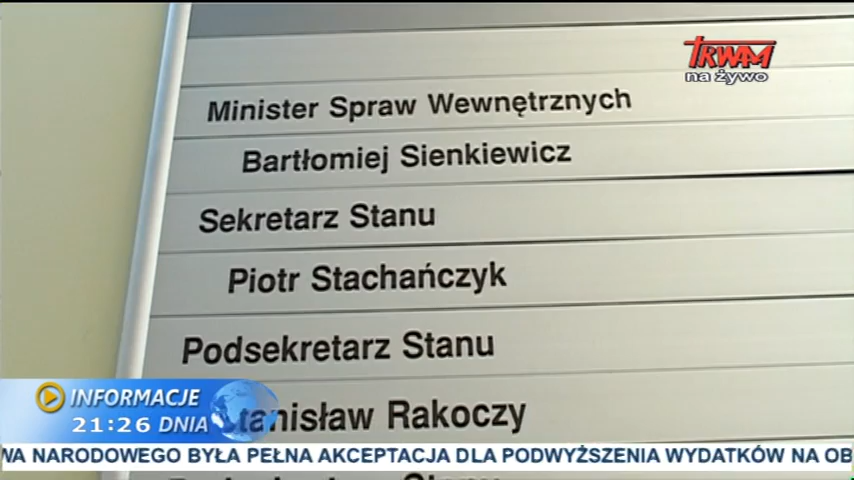 TRWAM
na żywo
Minister Spraw Wewnętrznych
Bartłomiej Sienkiewicz
Sekretarz Stanu
Piotr Stachańczyk
Podsekretarz Stanu
Stanisław Rakoczy
INFORMACJE
21:26 DNIA
WA NARODOWEGO BYŁA PEŁNA AKCEPTACJA DLA PODWYŻSZENIA WYDATKÓW NA OB